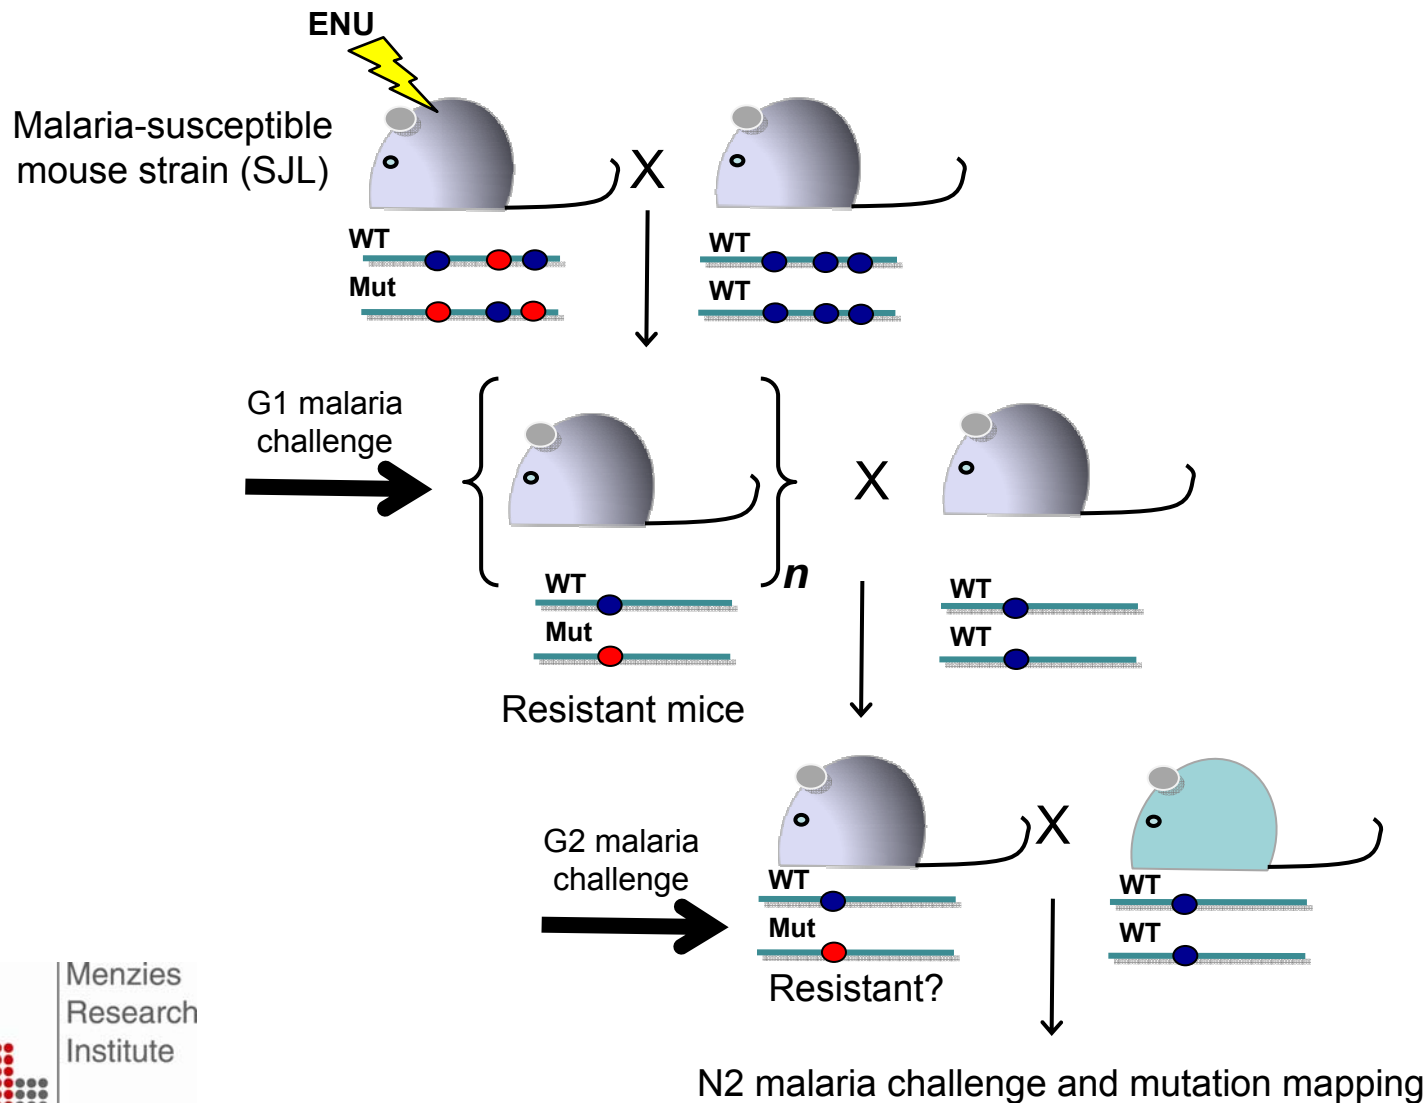 ENU
Malaria-susceptible
mouse strain (SJL)
X
WT
Mut
WT
WT
G1 malaria
challenge
n
X
WT
Mut
WT
WT
Resistant mice
G2 malaria
challenge
X
WT
Mut
WT
WT
Resistant?
Menzies
Research
Institute
N2 malaria challenge and mutation mapping